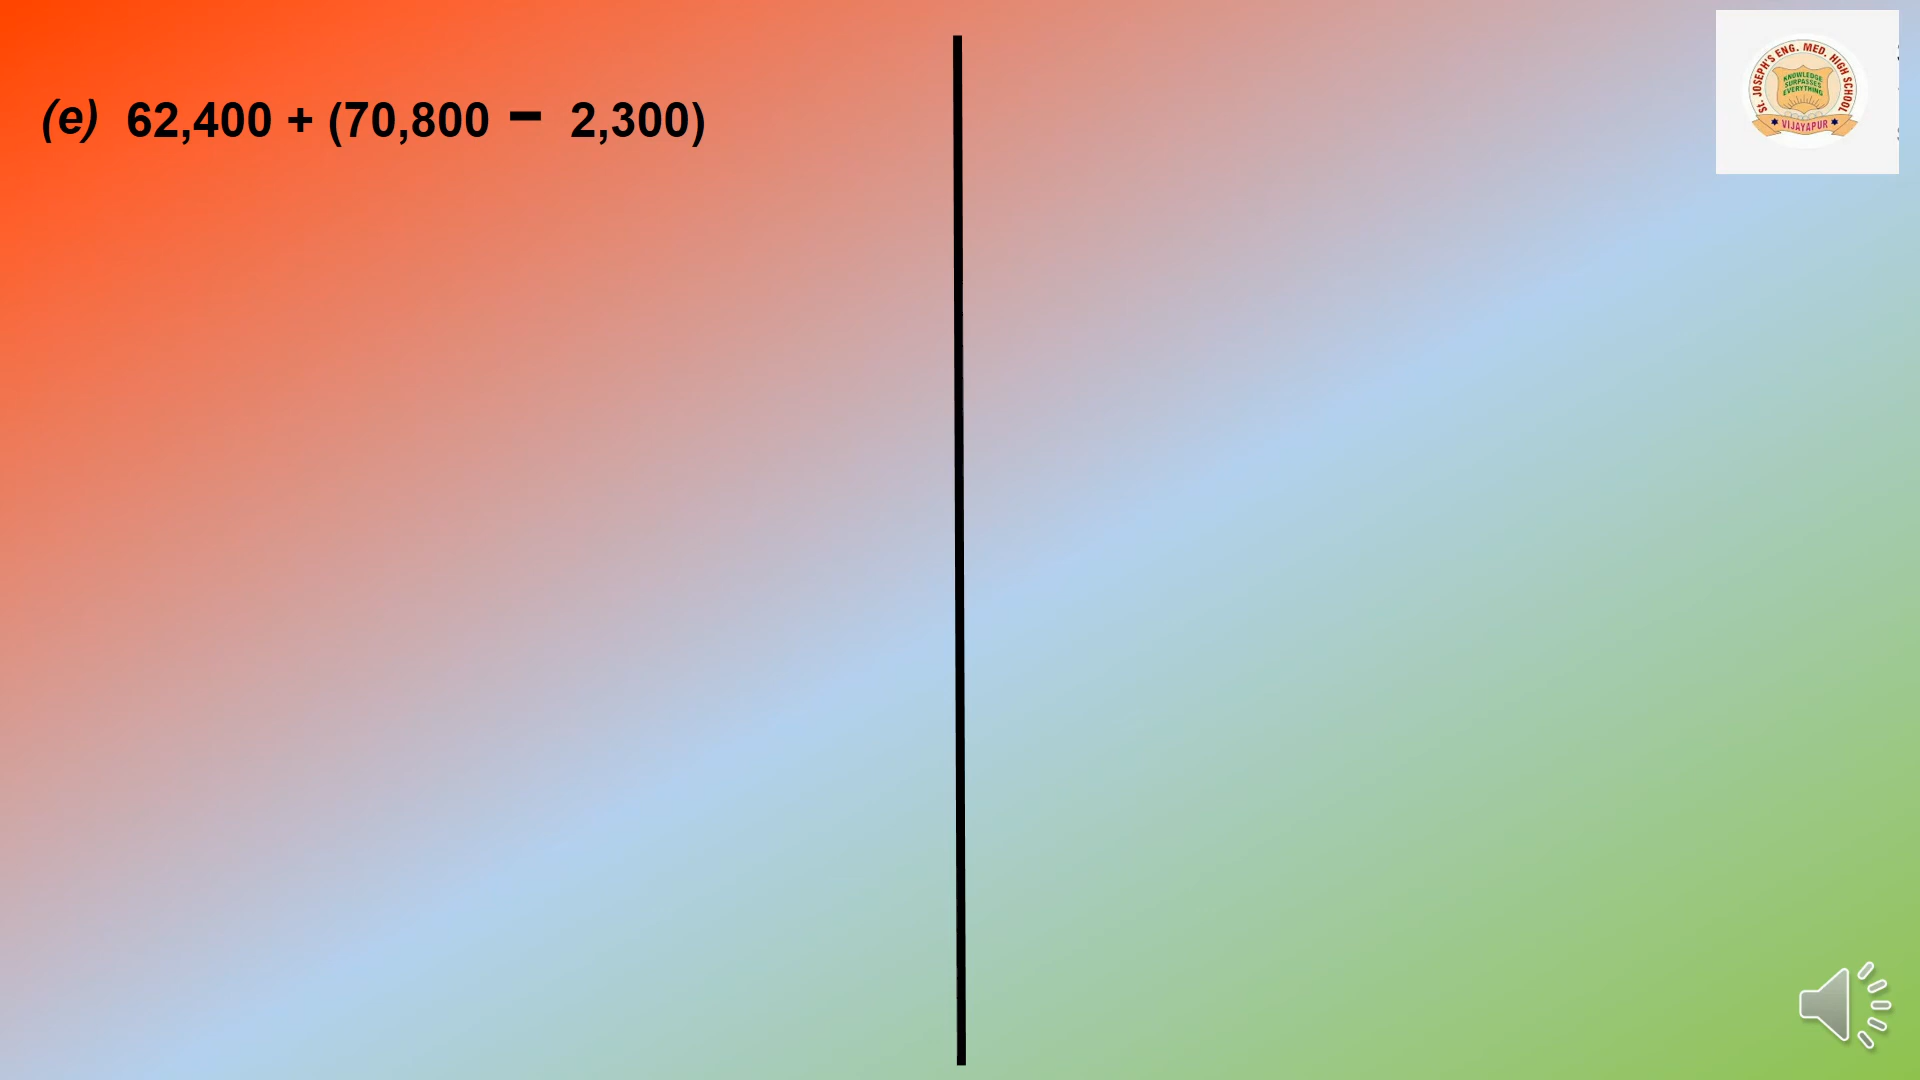 (e) 62,400 + (70,800 − 2,300)
St. JOSEPH'S ENG. MED. HIGH SCHOOL
KNOWLEDGE
SURPASSES
EVERYTHING
VIJAYAPUR